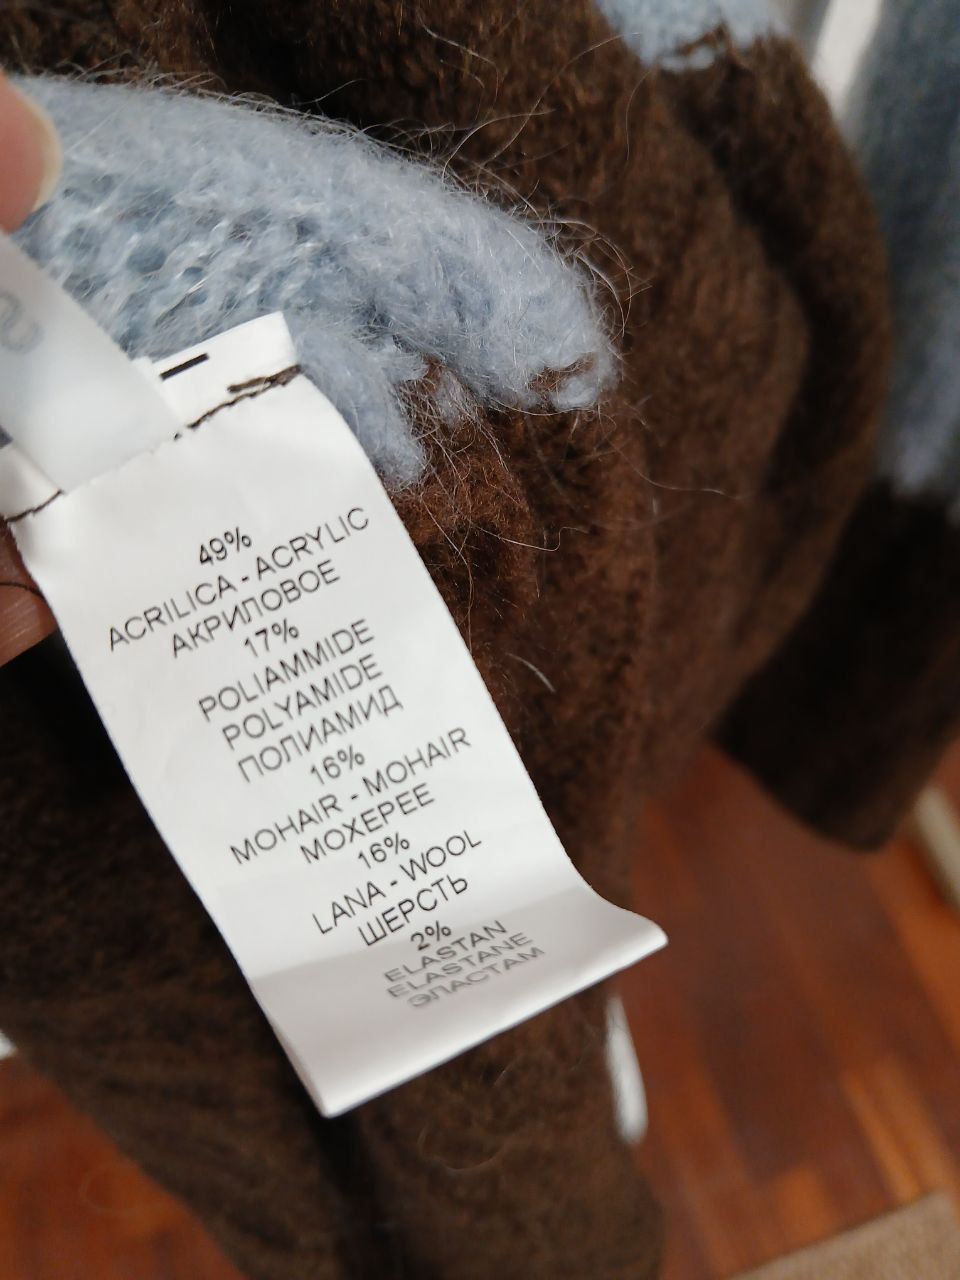 49%
ACRILICA - ACRYLIC
АКРИЛОВОЕ
17%
POLIAMMIDE
POLYAMIDE
ПОЛИАМИД
16%
MOHAIR - MOHAIR
МОХЕРЕЕ
16%
LANA - WOOL
ШЕРСТЬ
2%
ELASTAN
ELASTANE
ЭЛАСТАМ